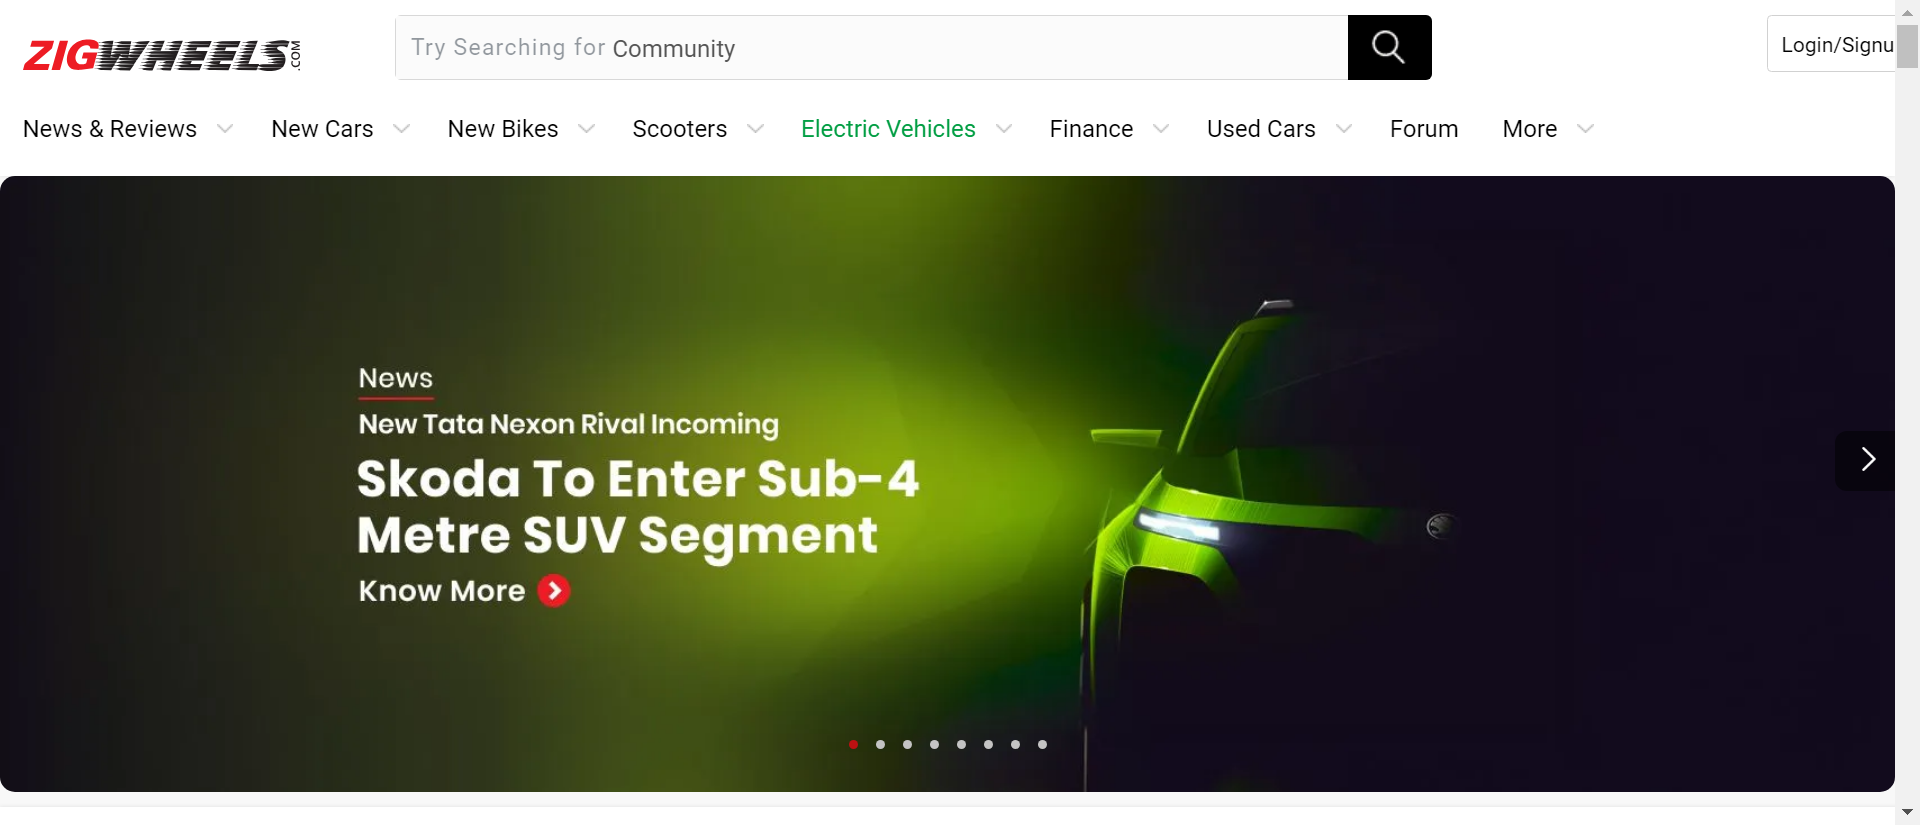 ZIGWHEELS.COM
Try Searching for Community
Login/Signu
News & Reviews New Cars New Bikes Scooters Electric Vehicles Finance Used Cars Forum More
News
New Tata Nexon Rival Incoming
Skoda To Enter Sub-4
Metre SUV Segment
Know More